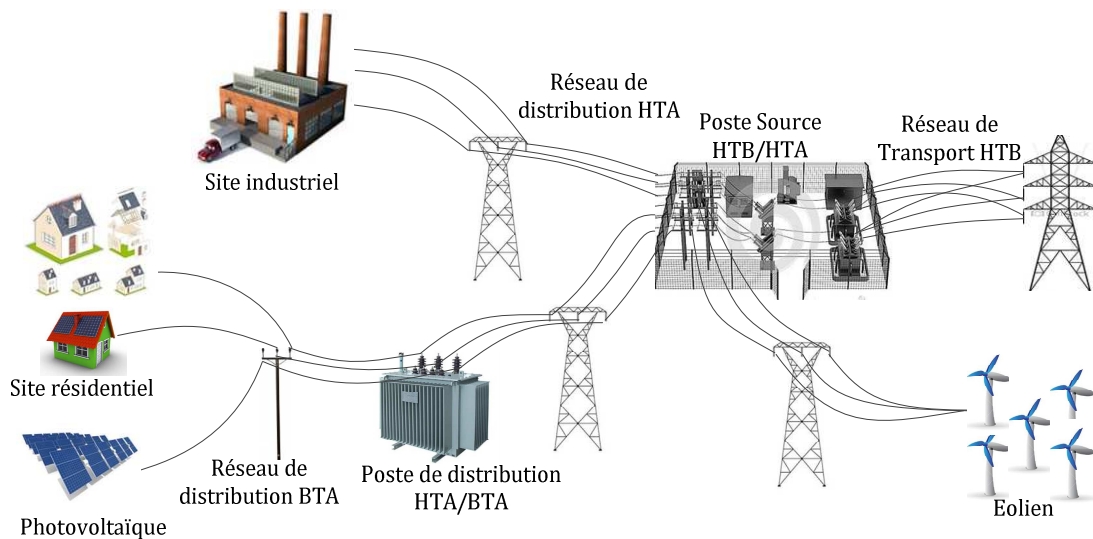 Réseau de
distribution HTA
Poste Source
HTB/HTA
Réseau de
Transport HTB
Site industriel
Site résidentiel
Réseau de
distribution BTA
Poste de distribution
HTA/BTA
Photovoltaïque
Eolien